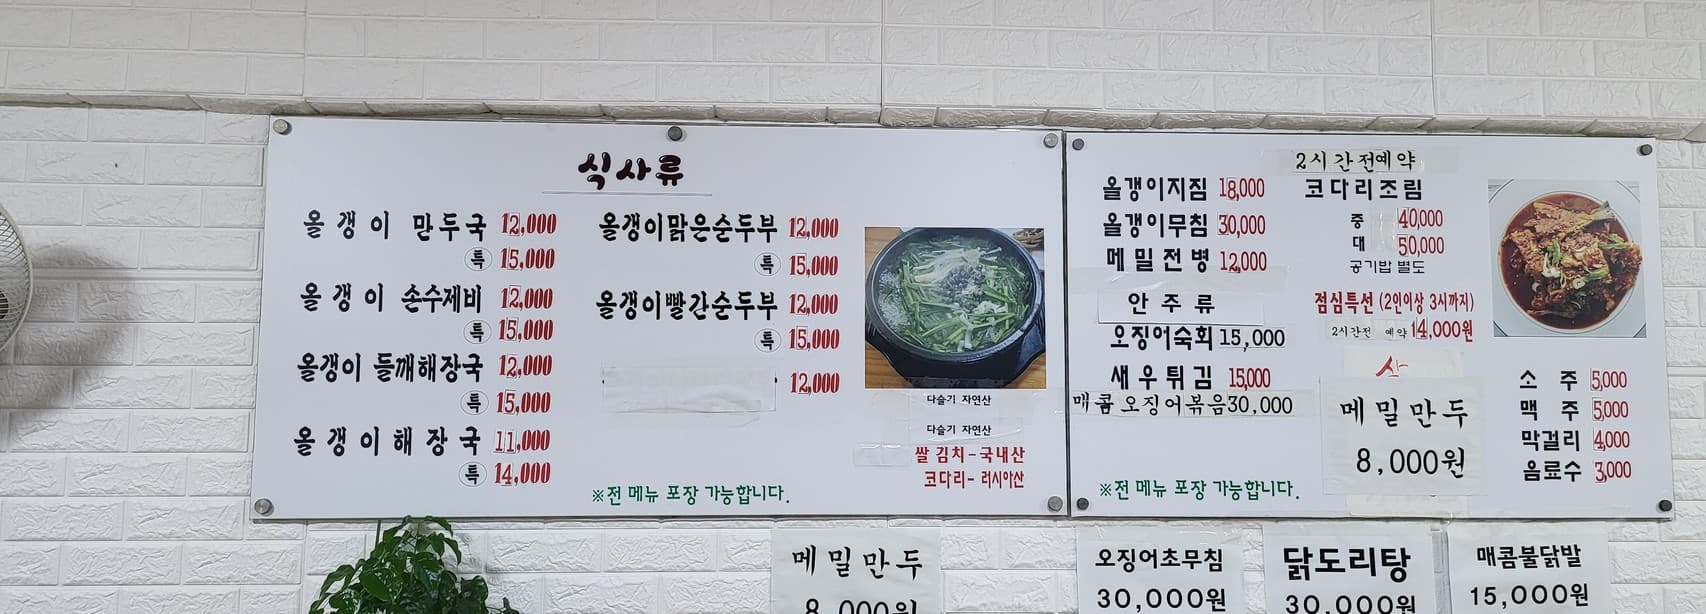 식사류
올갱이 만두국 12,000
특 15,000
올갱이 손수제비 12,000
특 15,000
올갱이 들깨해장국 12,000
특 15,000
올갱이해장국 11,000
특 14,000
올갱이맑은순두부 12,000
특 15,000
올갱이빨간순두부 12,000
특 15,000
12,000
다슬기 자연산
다슬기 자연산
쌀 김치-국내산
코다리- 러시아산
※전 메뉴 포장 가능합니다.
올갱이지짐 18,000
올갱이무침 30,000
메밀전병 12,000
안주류
오징어숙회 15,000
새우튀김 15,000
매콤오징어볶음30,000
※전 메뉴 포장 가능합니다.
2시간전예약
코다리조림
중 40,000
대 50,000
공기밥 별도
점심특선 (2인이상 3시까지)
2시간전 예약 14,000원
메밀만두
8,000원
소주 5,000
맥주 5,000
막걸리 4,000
음료수 3,000
메밀만두
8,000원
오징어초무침
30,000원
닭도리탕
30,000원
매콤불닭발
15,000원